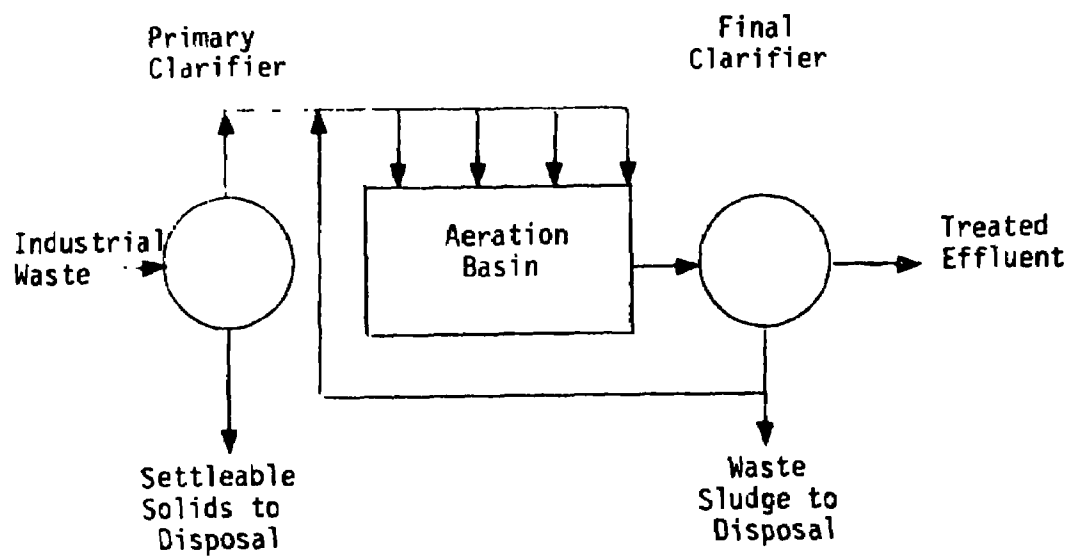 Primary
Clarifier
Final
Clarifier
Industrial
Waste
Aeration
Basin
Treated
Effluent
Settleable
Solids to
Disposal
Waste
Sludge to
Disposal